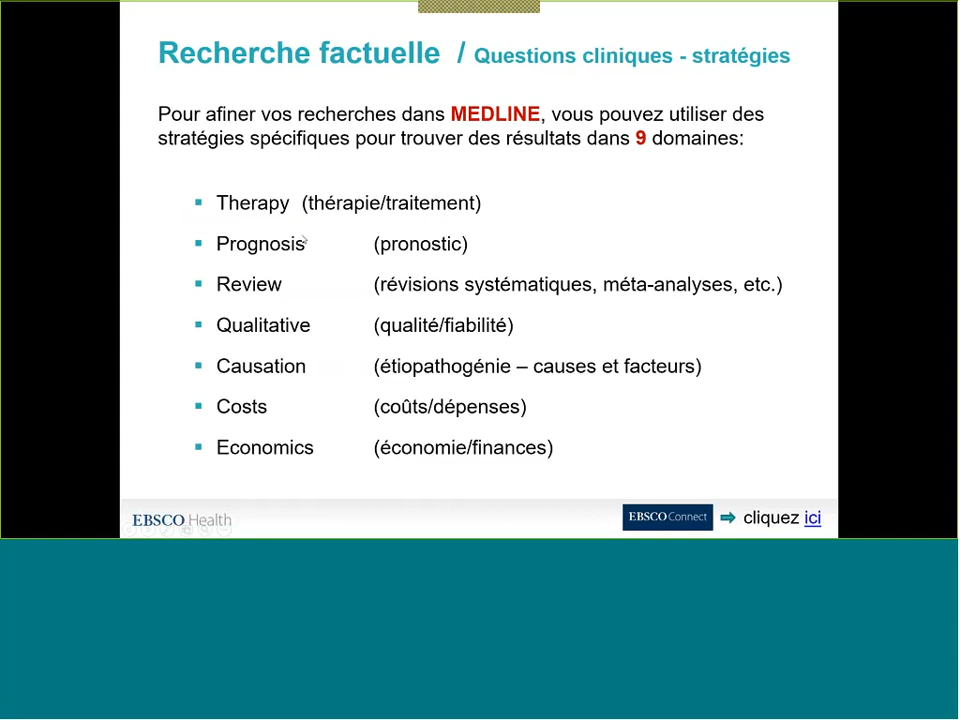 Recherche factuelle / Questions cliniques - stratégies
Pour afiner vos recherches dans MEDLINE, vous pouvez utiliser des
stratégies spécifiques pour trouver des résultats dans 9 domaines:
Therapy (thérapie/traitement)
Prognosis (pronostic)
Review (révisions systématiques, méta-analyses, etc.)
Qualitative (qualité/fiabilité)
Causation (étiopathogénie – causes et facteurs)
Costs (coûts/dépenses)
Economics (économie/finances)
EBSCO Health
EBSCO Connect cliquez ici